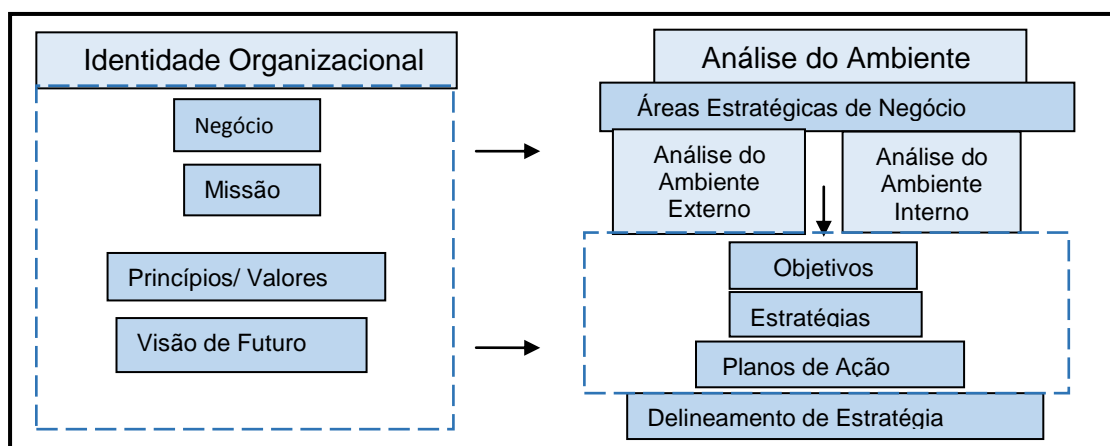 Identidade Organizacional
Negócio
Missão
Princípios/ Valores
Visão de Futuro
Análise do Ambiente
Áreas Estratégicas de Negócio
Análise do
Ambiente
Externo
Análise do
Ambiente
Interno
Objetivos
Estratégias
Planos de Ação
Delineamento de Estratégia